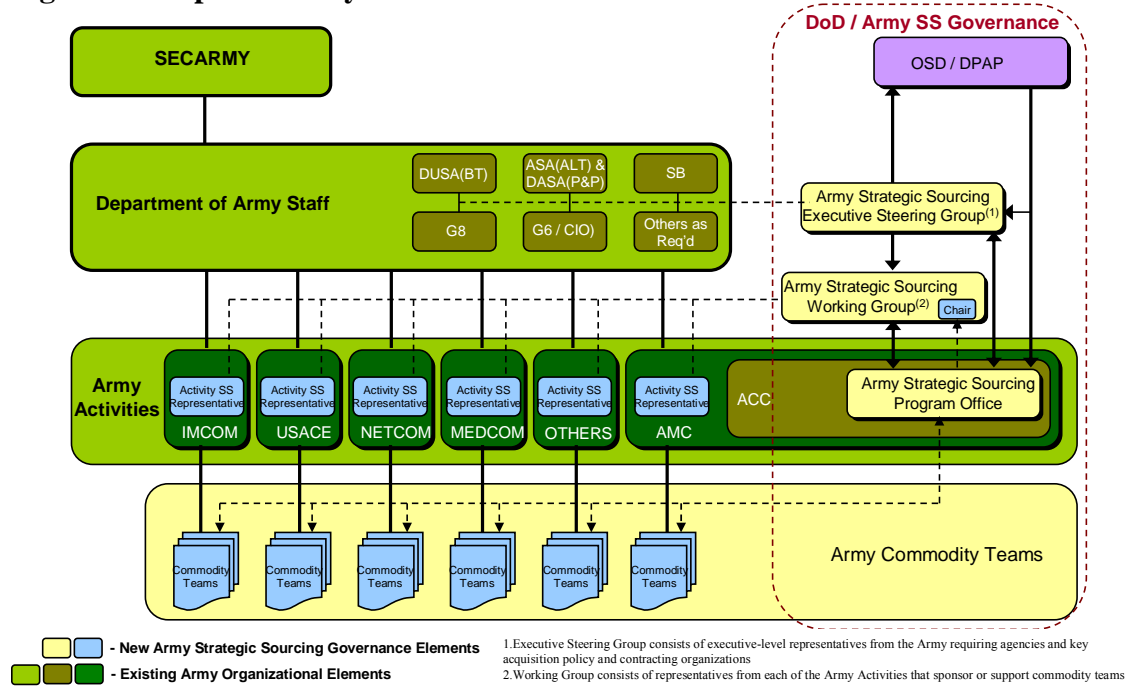 DoD / Army SS Governance
SECARMY
OSD / DPAP
Department of Army Staff
DUSA(BT)
ASA(ALT) &
DASA(P&P)
SB
G8
G6 / CIO)
Others as
Req'd
Army Strategic Sourcing
Executive Steering Group(1)
Army Strategic Sourcing
Working Group(2)
Chair
Army
Activities
Activity SS
Representative
IMCOM
Activity SS
Representative
USACE
Activity SS
Representative
NETCOM
Activity SS
Representative
MEDCOM
Activity SS
Representative
OTHERS
Activity SS
Representative
AMC
ACC
Army Strategic Sourcing
Program Office
Commodity
Teams
Commodity
Teams
Commodity
Teams
Commodity
Teams
Commodity
Teams
Commodity
Teams
Army Commodity Teams
- New Army Strategic Sourcing Governance Elements
- Existing Army Organizational Elements
1.Executive Steering Group consists of executive-level representatives from the Army requiring agencies and key
acquisition policy and contracting organizations
2.Working Group consists of representatives from each of the Army Activities that sponsor or support commodity teams